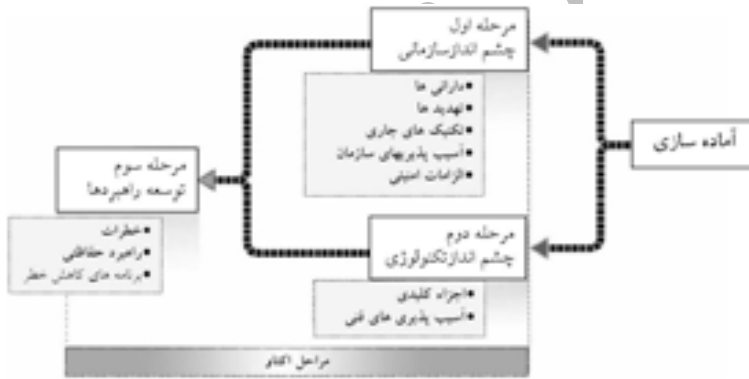 آماده سازی
مرحله اول
چشم اندازسازمانی
• دارائی ها
• تهدید ها
• تکنیک های جاری
• آسیب پذیریهای سازمان
• الزامات امنیتی
مرحله دوم
چشم اندازتکنولوژی
• اجزاء کلیدی
• آسیب پذیری های فنی
مرحله سوم
توسعه راهبردها
• خطرات
• راهبرد حفاظتی
• برنامه های کاهش خطر
مراحل اکتاو